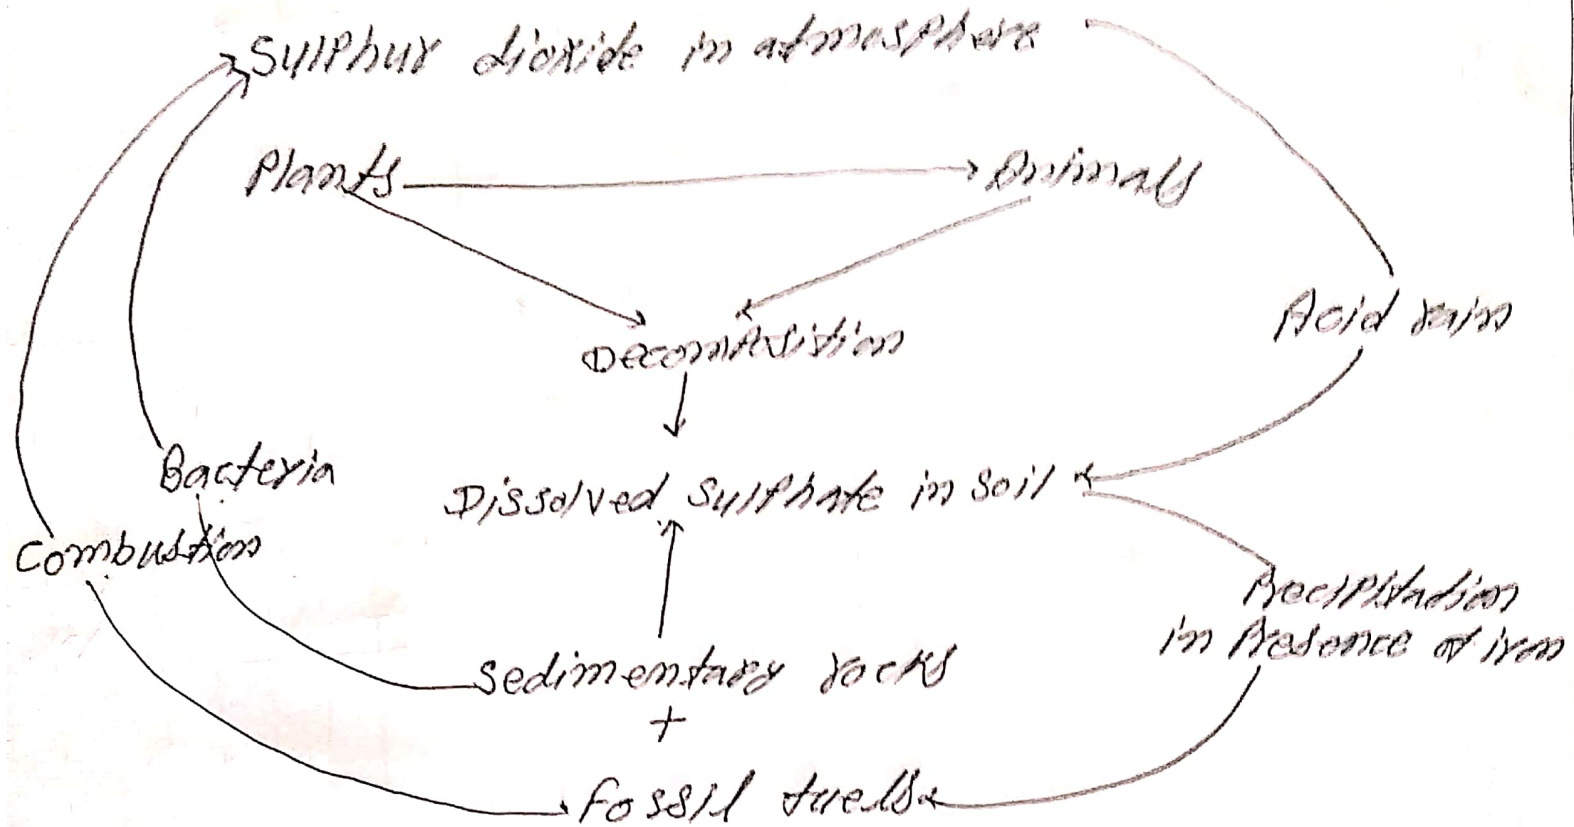 Sulphur dioxide in atmosphere
Plants
Animals
Acid rain
Decomposition
Bacteria
Dissolved sulphate in soil
Combustion
Precipitation
in Presence of iron
Sedimentary rocks
+
fossil fuels